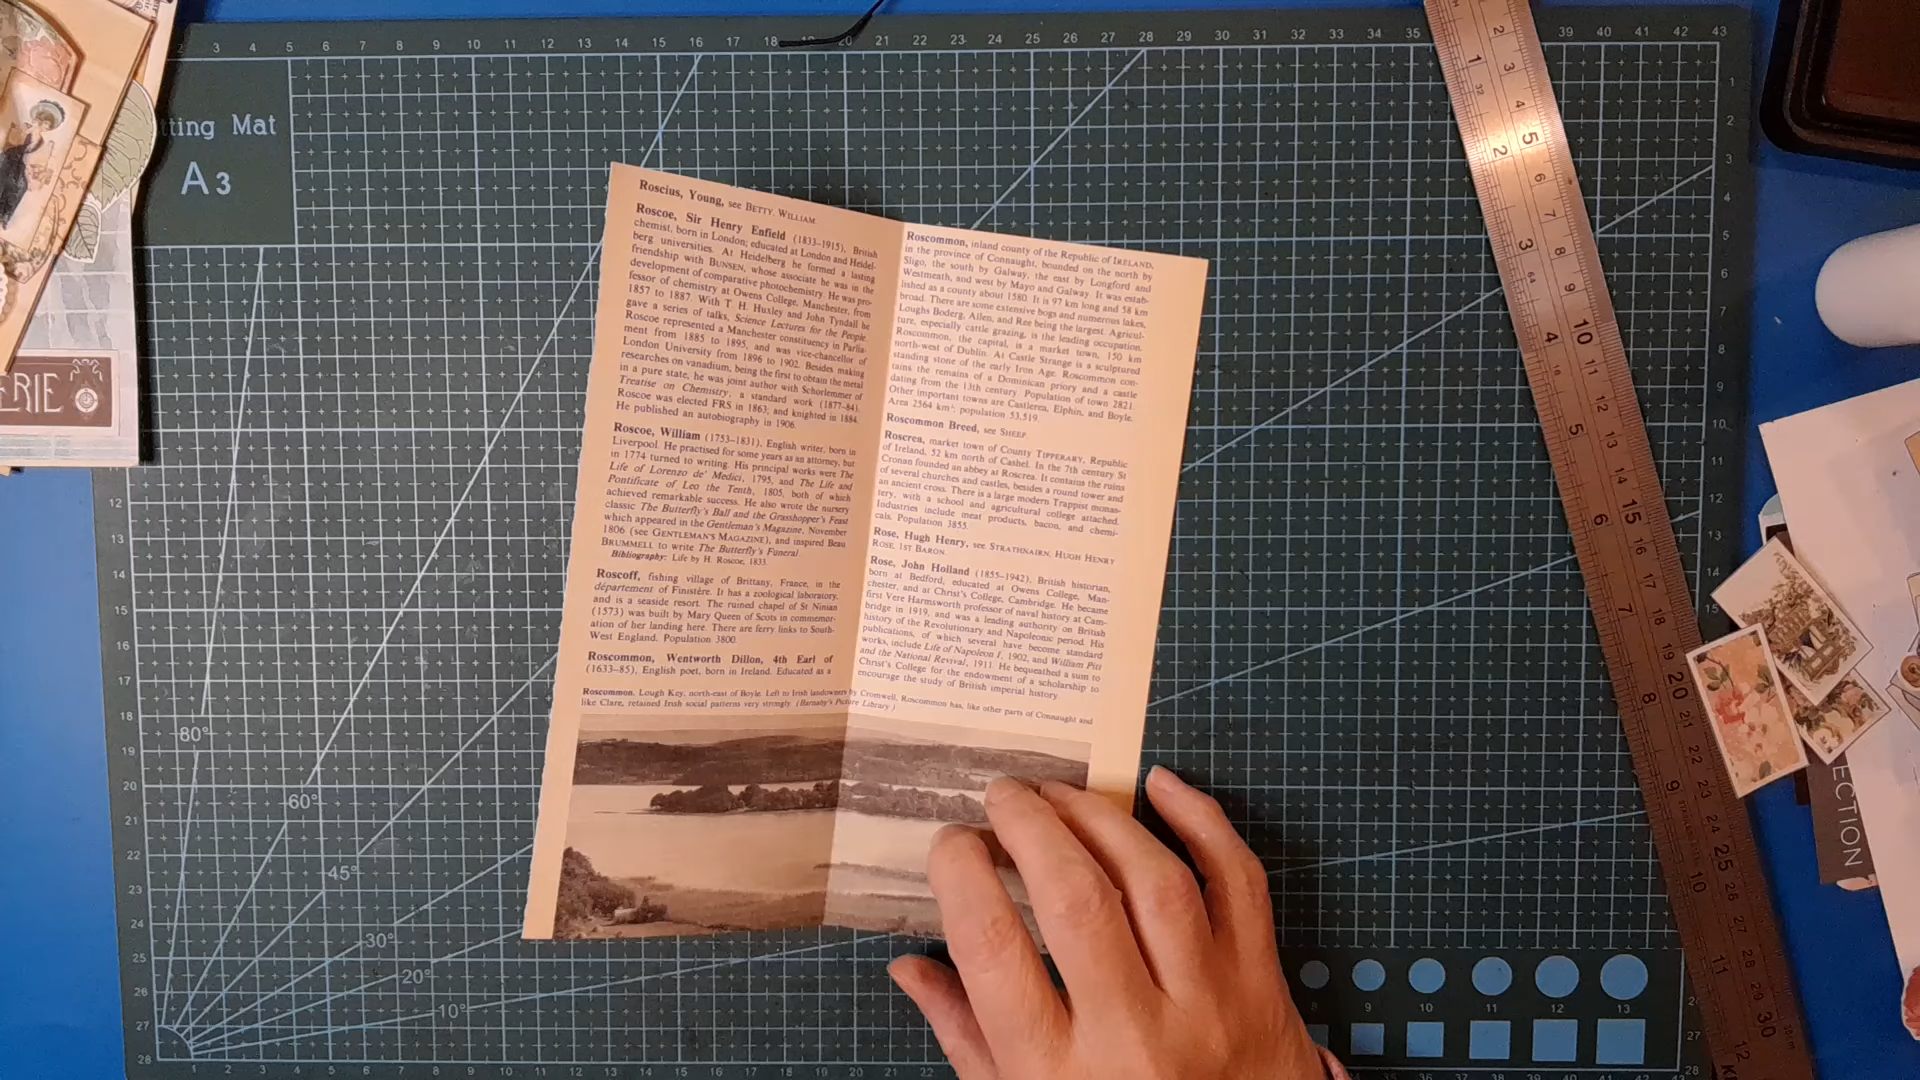 tting Mat
A3
ERIE
Roscius, Young, see BETTY, WILLIAM.
Roscoe, Sir Henry Enfield (1833-1915), British
chemist, born in London; educated at London and Heidel-
berg universities. At Heidelberg he formed a lasting
friendship with BUNSEN, whose associate he was in the
development of comparative photochemistry. He was pro-
fessor of chemistry at Owens College, Manchester, from
1857 to 1887. With T. H. Huxley and John Tyndall he
gave a series of talks, Science Lectures for the People.
Roscoe represented a Manchester constituency in Parlia-
ment from 1885 to 1895, and was vice-chancellor of
London University from 1896 to 1902. Besides making
researches on vanadium, being the first to obtain the metal
in a pure state, he was joint author with Schorlemmer of
Treatise on Chemistry, a standard work (1877-84).
Roscoe was elected FRS in 1863, and knighted in 1884.
He published an autobiography in 1906.
Roscoe, William (1753-1831), English writer, born in
Liverpool. He practised for some years as an attorney, but
in 1774 turned to writing. His principal works were The
Life of Lorenzo de' Medici, 1795, and The Life and
Pontificate of Leo the Tenth, 1805, both of which
achieved remarkable success. He also wrote the nursery
classic The Butterfly's Ball and the Grasshopper's Feast
which appeared in the Gentleman's Magazine, November
1806 (see GENTLEMAN'S MAGAZINE), and inspired Beau
BRUMMELL to write The Butterfly's Funeral.
Bibliography: Life by H. Roscoe, 1833.
Roscoff, fishing village of Brittany, France, in the
département of Finistère. It has a zoological laboratory,
and is a seaside resort. The ruined chapel of St Ninian
(1573) was built by Mary Queen of Scots in commemor-
ation of her landing here. There are ferry links to South-
West England. Population 3800.
Roscommon, Wentworth Dillon, 4th Earl of
(1633-85), English poet, born in Ireland. Educated as a
Roscommon, inland county of the Republic of IRELAND,
in the province of Connaught, bounded on the north by
Sligo, the south by Galway, the east by Longford and
Westmeath, and west by Mayo and Galway. It was estab-
lished as a county about 1580. It is 97 km long and 58 km
broad. There are some extensive bogs and numerous lakes,
Loughs Boderg, Allen, and Ree being the largest. Agricul-
ture, especially cattle grazing, is the leading occupation.
Roscommon, the capital, is a market town, 150 km
north-west of Dublin. At Castle Strange is a sculptured
standing stone of the early Iron Age. Roscommon con-
tains the remains of a Dominican priory and a castle
dating from the 13th century. Population of town 2821.
Other important towns are Castlerea, Elphin, and Boyle.
Area 2564 km²; population 53,519.
Roscommon Breed, see SHEEP.
Roscrea, market town of County TIPPERARY, Republic
of Ireland, 52 km north of Cashel. In the 7th century St
Cronan founded an abbey at Roscrea. It contains the ruins
of several churches and castles, besides a round tower and
an ancient cross. There is a large modern Trappist monas-
tery, with a school and agricultural college attached.
Industries include meat products, bacon, and chemi-
cals. Population 3855.
Rose, Hugh Henry, see STRATHNAIRN, HUGH HENRY
ROSE, 1ST BARON.
Rose, John Holland (1855-1942), British historian,
born at Bedford, educated at Owens College, Man-
chester, and at Christ's College, Cambridge. He became
first Vere Harmsworth professor of naval history at Cam-
bridge in 1919, and was a leading authority on British
history of the Revolutionary and Napoleonic period. His
publications, of which several have become standard
works, include Life of Napoleon I, 1902, and William Pitt
and the National Revival, 1911. He bequeathed a sum to
Christ's College for the endowment of a scholarship to
encourage the study of British imperial history.
Roscommon. Lough Key, north-east of Boyle. Left to Irish landowners by Cromwell, Roscommon has, like other parts of Connaught and
like Clare, retained Irish social patterns very strongly. (Barnaby's Picture Library)
80°
60°
45°
30°
20°
10°
8 9 10 11 12 13
ECTION